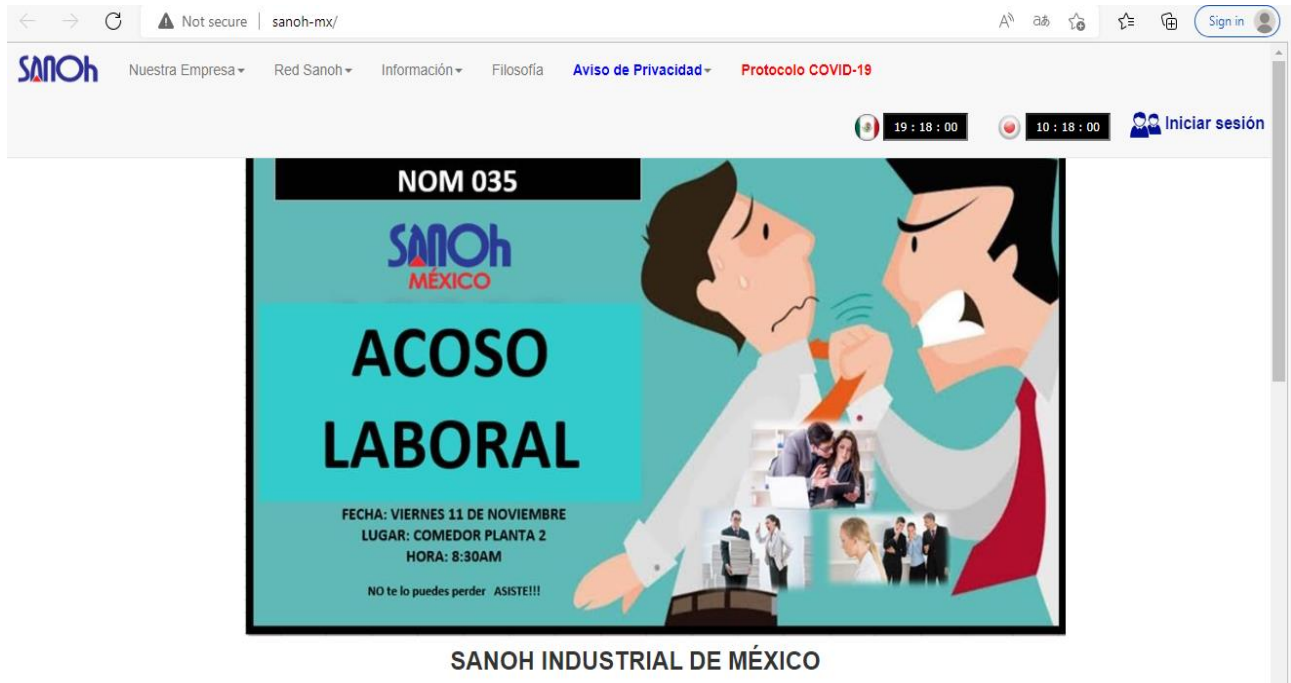 Not secure | sanoh-mx/
Sign in
SANOh Nuestra Empresa Red Sanoh Información Filosofía Aviso de Privacidad Protocolo COVID-19
19 : 18 : 00 10 : 18 : 00 Iniciar sesión
NOM 035
SANOh
MÉXICO
ACOSO
LABORAL
FECHA: VIERNES 11 DE NOVIEMBRE
LUGAR: COMEDOR PLANTA 2
HORA: 8:30AM
NO te lo puedes perder ASISTE!!!
SANOH INDUSTRIAL DE MÉXICO